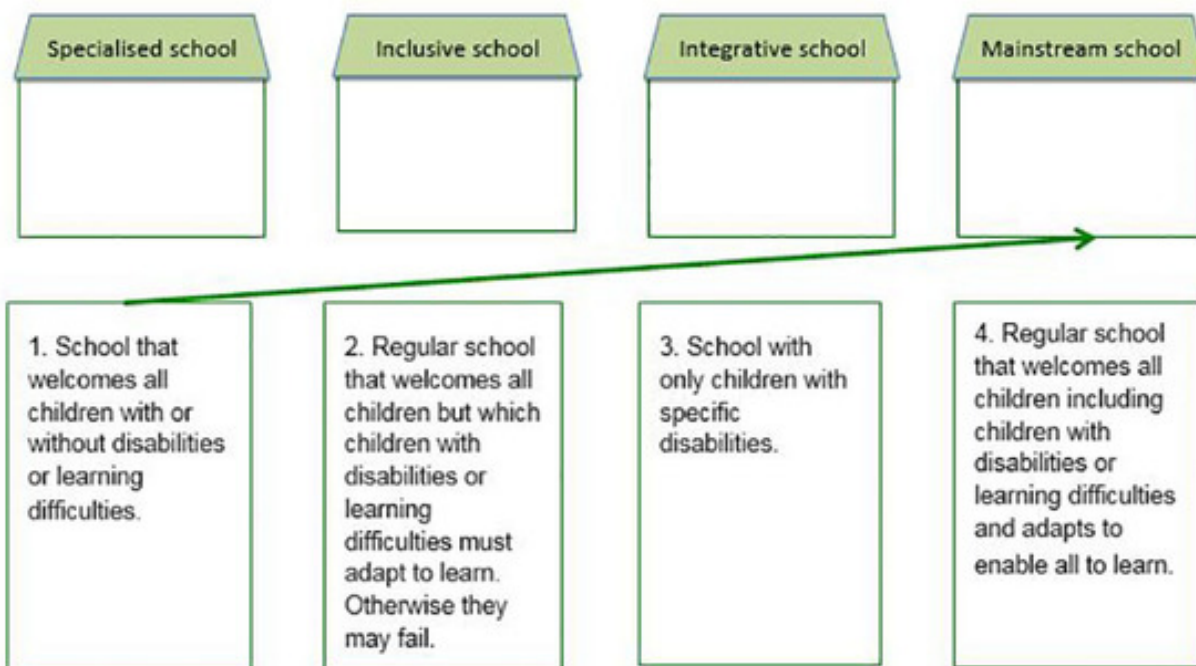 Specialised school
Inclusive school
Integrative school
Mainstream school
1. School that
welcomes all
children with or
without disabilities
or learning
difficulties.
2. Regular school
that welcomes all
children but which
children with
disabilities or
learning
difficulties must
adapt to learn.
Otherwise they
may fail.
3. School with
only children with
specific
disabilities.
4. Regular school
that welcomes all
children including
children with
disabilities or
learning difficulties
and adapts to
enable all to learn.